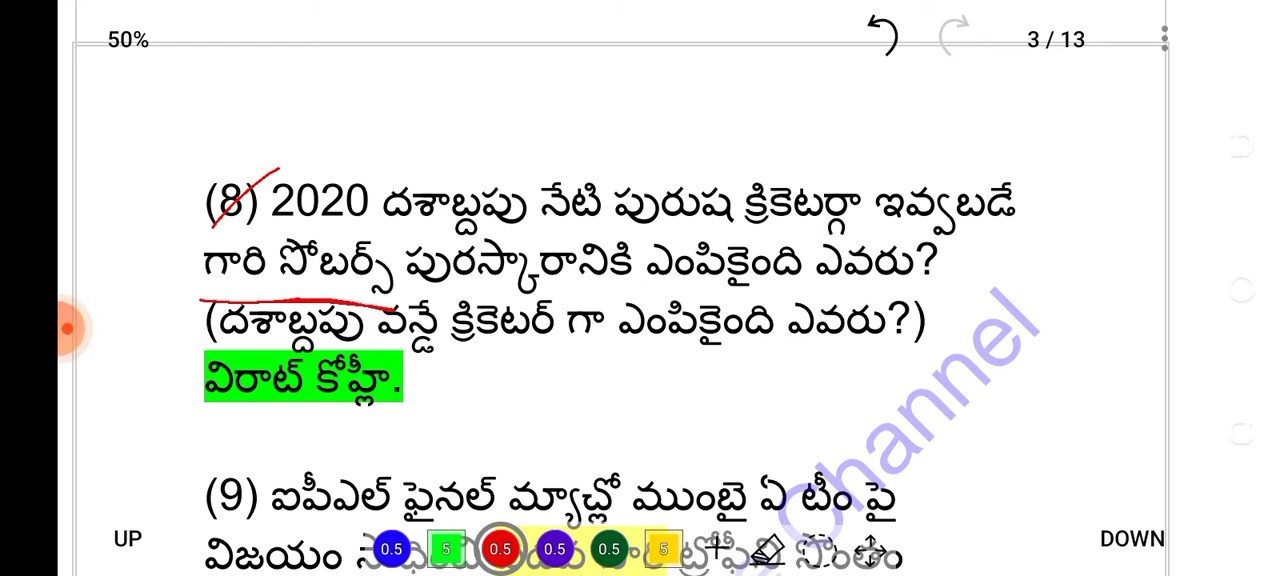 50%
3 / 13
(8) 2020 దశాబ్దపు నేటి పురుష క్రికెటర్గా ఇవ్వబడే
గారి సోబర్స్ పురస్కారానికి ఎంపికైంది ఎవరు?
(దశాబ్దపు వన్డే క్రికెటర్ గా ఎంపికైంది ఎవరు?)
విరాట్ కోహ్లీ.
Channel
(9) ఐపీఎల్ ఫైనల్ మ్యాచ్లో ముంబై ఏ టీం పై
విజయం
UP
0.5
5
0.5
0.5
0.5
5
DOWN